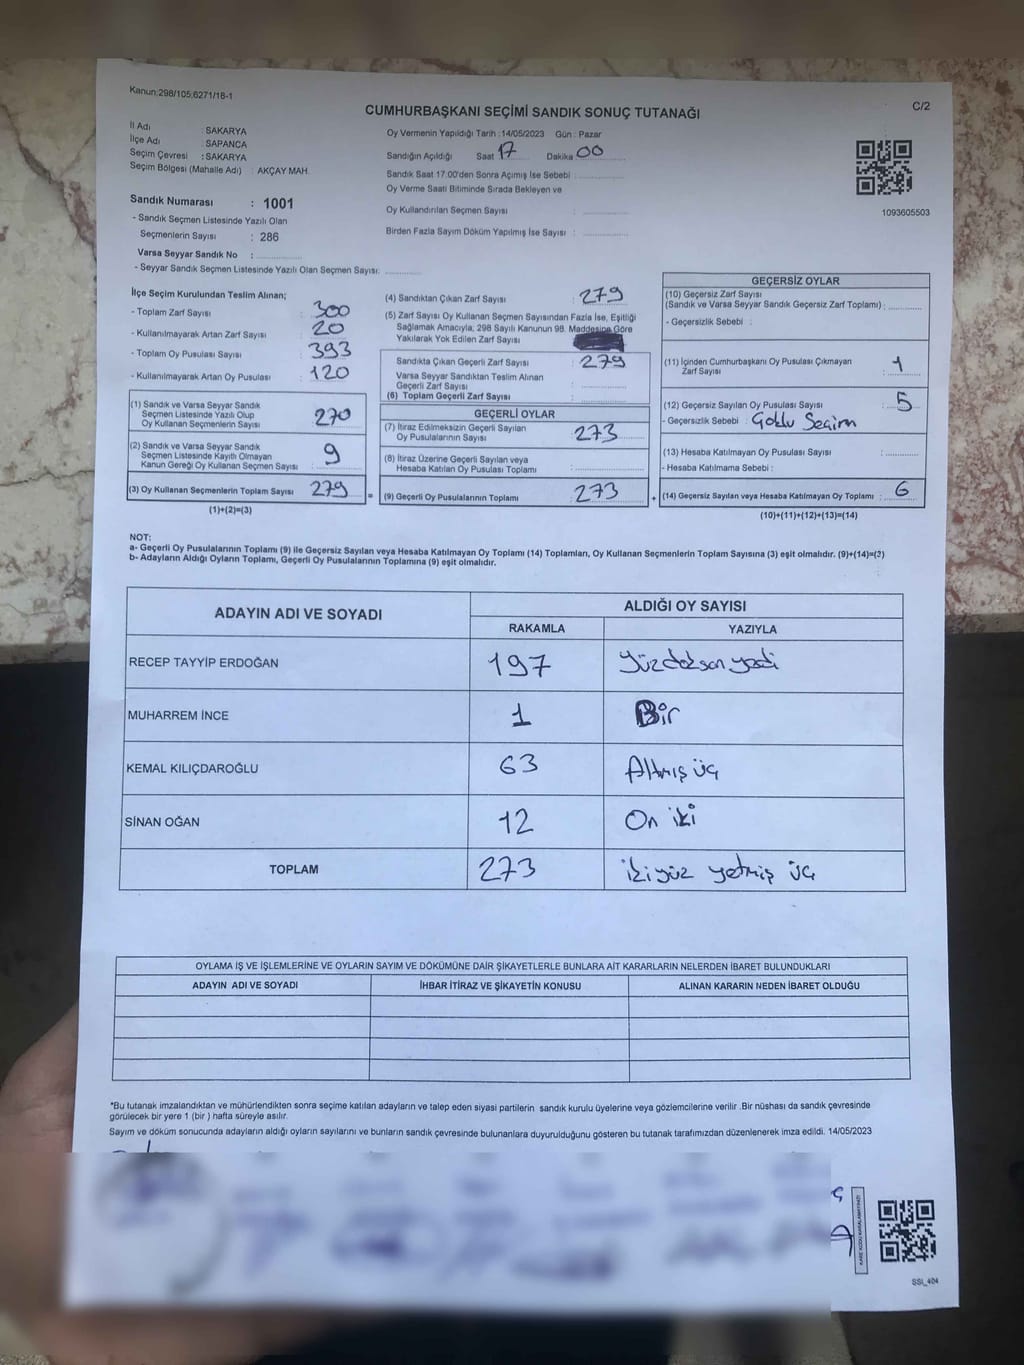 Kanun:298/105,6271/18-1
CUMHURBAŞKANI SEÇİMİ SANDIK SONUÇ TUTANAĞI
C/2
İl Adı : SAKARYA
İlçe Adı : SAPANCA
Seçim Çevresi : SAKARYA
Seçim Bölgesi (Mahalle Adı) : AKÇAY MAH.
Sandık Numarası : 1001
- Sandık Seçmen Listesinde Yazılı Olan
Seçmenlerin Sayısı : 286
Varsa Seyyar Sandık No :
- Seyyar Sandık Seçmen Listesinde Yazılı Olan Seçmen Sayısı:
Oy Vermenin Yapıldığı Tarih :14/05/2023 Gün : Pazar
Sandığın Açıldığı Saat 17 Dakika 00
Sandık Saat 17:00'den Sonra Açımış İse Sebebi :
Oy Verme Saati Bitiminde Sırada Bekleyen ve
Oy Kullandırılan Seçmen Sayısı :
Birden Fazla Sayım Döküm Yapılmış İse Sayısı :
1093605503
İlçe Seçim Kurulundan Teslim Alınan;
- Toplam Zarf Sayısı : 300
- Kullanılmayarak Artan Zarf Sayısı : 20
- Toplam Oy Pusulası Sayısı : 393
- Kullanılmayarak Artan Oy Pusulası : 120
(1) Sandık ve Varsa Seyyar Sandık
Seçmen Listesinde Yazılı Olup
Oy Kullanan Seçmenlerin Sayısı : 270
(2) Sandık ve Varsa Seyyar Sandık
Seçmen Listesinde Kayıtlı Olmayan
Kanun Gereği Oy Kullanan Seçmen Sayısı : 9
(3) Oy Kullanan Seçmenlerin Toplam Sayısı : 279
(1)+(2)=(3)
(4) Sandıktan Çıkan Zarf Sayısı : 279
(5) Zarf Sayısı Oy Kullanan Seçmen Sayısından Fazla İse, Eşitliği
Sağlamak Amacıyla, 298 Sayılı Kanunun 98. Maddesine Göre
Yakılarak Yok Edilen Zarf Sayısı
Sandıkta Çıkan Geçerli Zarf Sayısı : 279
Varsa Seyyar Sandıktan Teslim Alınan
Geçerli Zarf Sayısı :
(6) Toplam Geçerli Zarf Sayısı :
GEÇERLİ OYLAR
(7) İtiraz Edilmeksizin Geçerli Sayılan
Oy Pusulalarının Sayısı : 273
(8) İtiraz Üzerine Geçerli Sayılan veya
Hesaba Katılan Oy Pusulası Toplamı :
= (9) Geçerli Oy Pusulalarının Toplamı : 273
GEÇERSİZ OYLAR
(10) Geçersiz Zarf Sayısı
(Sandık ve Varsa Seyyar Sandık Geçersiz Zarf Toplamı) :
- Geçersizlik Sebebi :
(11) İçinden Cumhurbaşkanı Oy Pusulası Çıkmayan
Zarf Sayısı : 1
(12) Geçersiz Sayılan Oy Pusulası Sayısı : 5
- Geçersizlik Sebebi : Çoklu Seçim
(13) Hesaba Katılmayan Oy Pusulası Sayısı :
- Hesaba Katılmama Sebebi :
+ (14) Geçersiz Sayılan veya Hesaba Katılmayan Oy Toplamı : 6
(10)+(11)+(12)+(13)=(14)
NOT:
a- Geçerli Oy Pusulalarının Toplamı (9) ile Geçersiz Sayılan veya Hesaba Katılmayan Oy Toplamı (14) Toplamları, Oy Kullanan Seçmenlerin Toplam Sayısına (3) eşit olmalıdır. (9)+(14)=(3)
b- Adayların Aldığı Oyların Toplamı, Geçerli Oy Pusulalarının Toplamına (9) eşit olmalıdır.
ADAYIN ADI VE SOYADI
ALDIĞI OY SAYISI
RAKAMLA YAZIYLA
RECEP TAYYİP ERDOĞAN 197 Yüzdoksanyedi
MUHARREM İNCE 1 Bir
KEMAL KILIÇDAROĞLU 63 Altmış üç
SİNAN OĞAN 12 On iki
TOPLAM 273 ikiyüz yetmiş üç
OYLAMA İŞ VE İŞLEMLERİNE VE OYLARIN SAYIM VE DÖKÜMÜNE DAİR ŞİKAYETLERLE BUNLARA AİT KARARLARIN NELERDEN İBARET BULUNDUKLARI
ADAYIN ADI VE SOYADI İHBAR İTİRAZ VE ŞİKAYETİN KONUSU ALINAN KARARIN NEDEN İBARET OLDUĞU
*Bu tutanak imzalandıktan ve mühürlendikten sonra seçime katılan adayların ve talep eden siyasi partilerin sandık kurulu üyelerine veya gözlemcilerine verilir .Bir nüshası da sandık çevresinde
görülecek bir yere 1 (bir ) hafta süreyle asılır.
Sayım ve döküm sonucunda adayların aldığı oyların sayılarını ve bunların sandık çevresinde bulunanlara duyurulduğunu gösteren bu tutanak tarafımızdan düzenlenerek imza edildi. 14/05/2023
KARE KODU KARALAMAYINIZ!
SSI_404